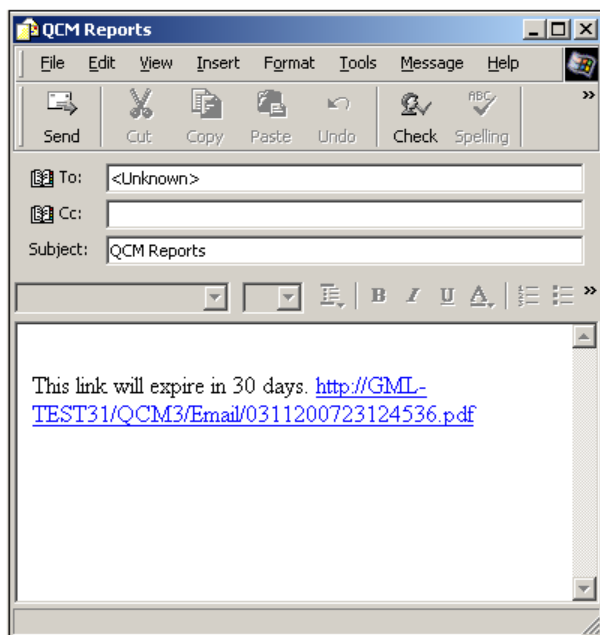 QCM Reports
File Edit View Insert Format Tools Message Help
Send Cut Copy Paste Undo Check ABC Spelling »
To: <Unknown>
Cc:
Subject: QCM Reports
B I U A »
This link will expire in 30 days. http://GML-
TEST31/QCM3/Email/0311200723124536.pdf